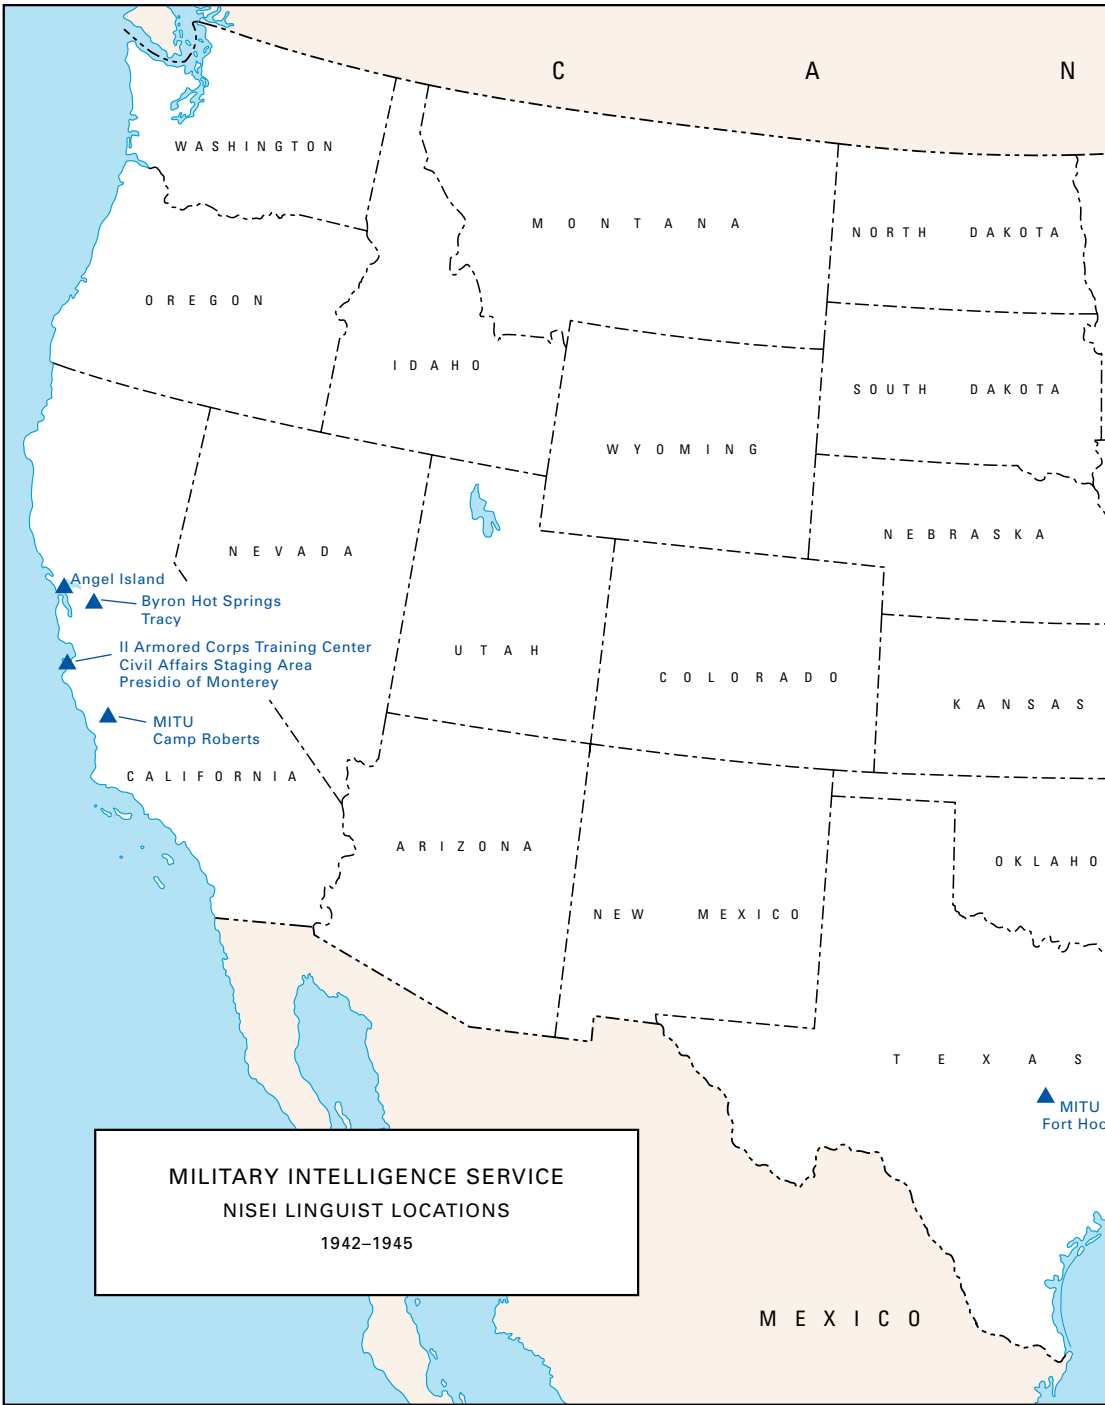 C A N
WASHINGTON
MONTANA
NORTH DAKOTA
OREGON
IDAHO
SOUTH DAKOTA
WYOMING
NEBRASKA
NEVADA
Angel Island
Byron Hot Springs
Tracy
II Armored Corps Training Center
Civil Affairs Staging Area
Presidio of Monterey
UTAH
COLORADO
KANSAS
MITU
Camp Roberts
CALIFORNIA
ARIZONA
OKLAHO
NEW MEXICO
TEXAS
MITU
Fort Hoo
MILITARY INTELLIGENCE SERVICE
NISEI LINGUIST LOCATIONS
1942–1945
MEXICO